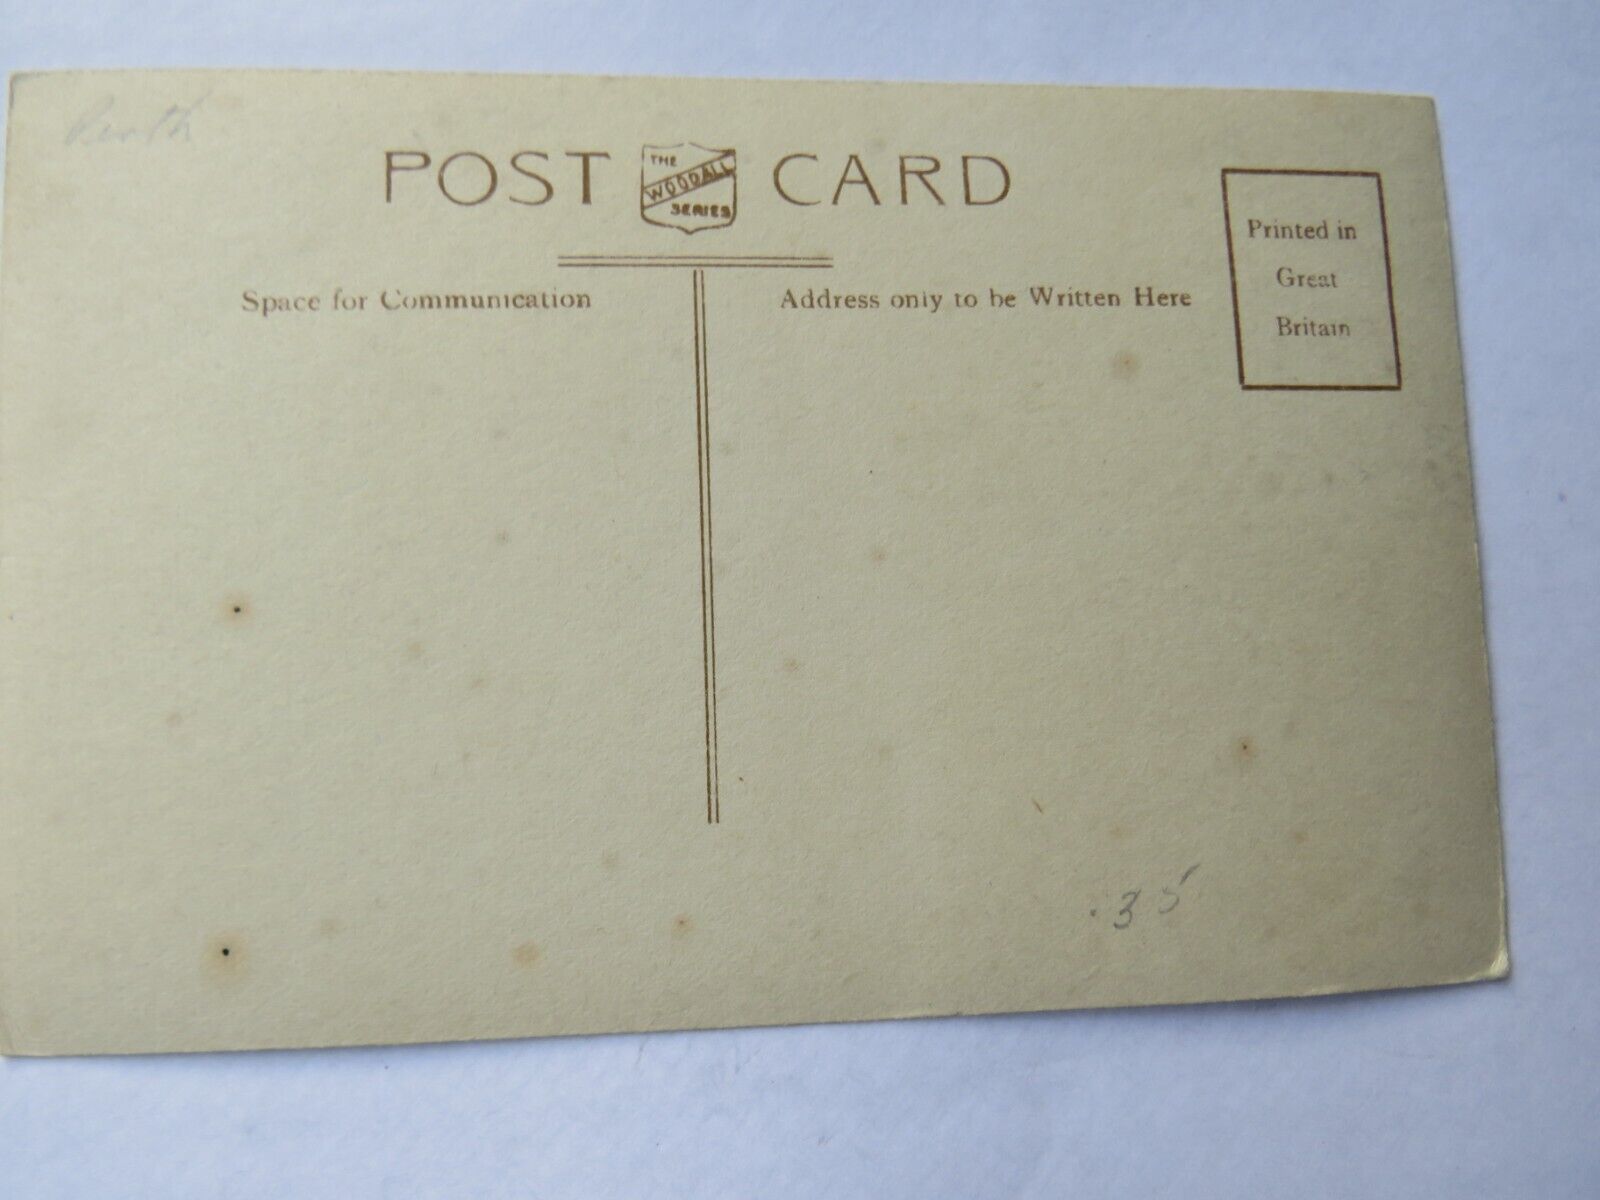 Perth
POST CARD
THE
WOODALL
SERIES
Printed in
Great
Britain
Space for Communication
Address only to be Written Here
.35